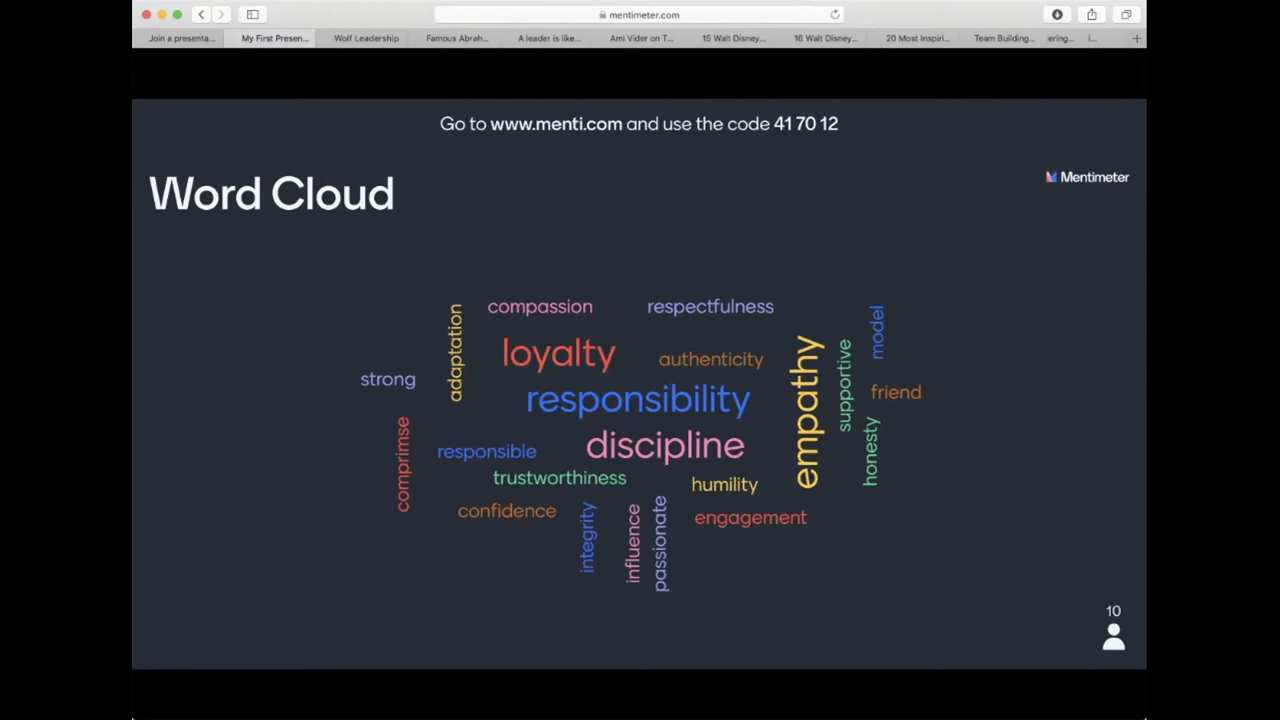 mentimeter.com
Join a presenta...
My First Presen...
Wolf Leadership
Famous Abrah...
A leader is like...
Ami Vider on T...
15 Walt Disney...
16 Walt Disney...
20 Most Inspiri...
Team Building...
ering...
i...
Go to www.menti.com and use the code 41 70 12
Word Cloud
Mentimeter
compassion
respectfulness
adaptation
model
loyalty
authenticity
empathy
supportive
strong
responsibility
friend
comprimse
responsible
discipline
honesty
trustworthiness
humility
confidence
integrity
influence
passionate
engagement
10